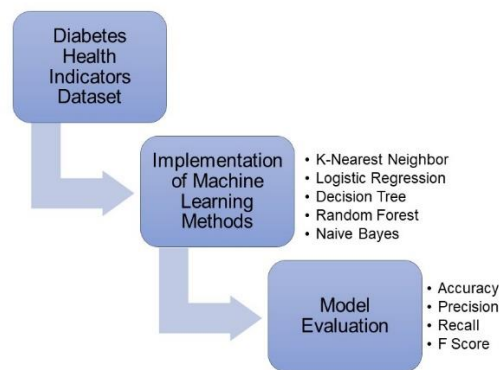 Diabetes
Health
Indicators
Dataset
Implementation
of Machine
Learning
Methods
• K-Nearest Neighbor
• Logistic Regression
• Decision Tree
• Random Forest
• Naive Bayes
Model
Evaluation
• Accuracy
• Precision
• Recall
• F Score